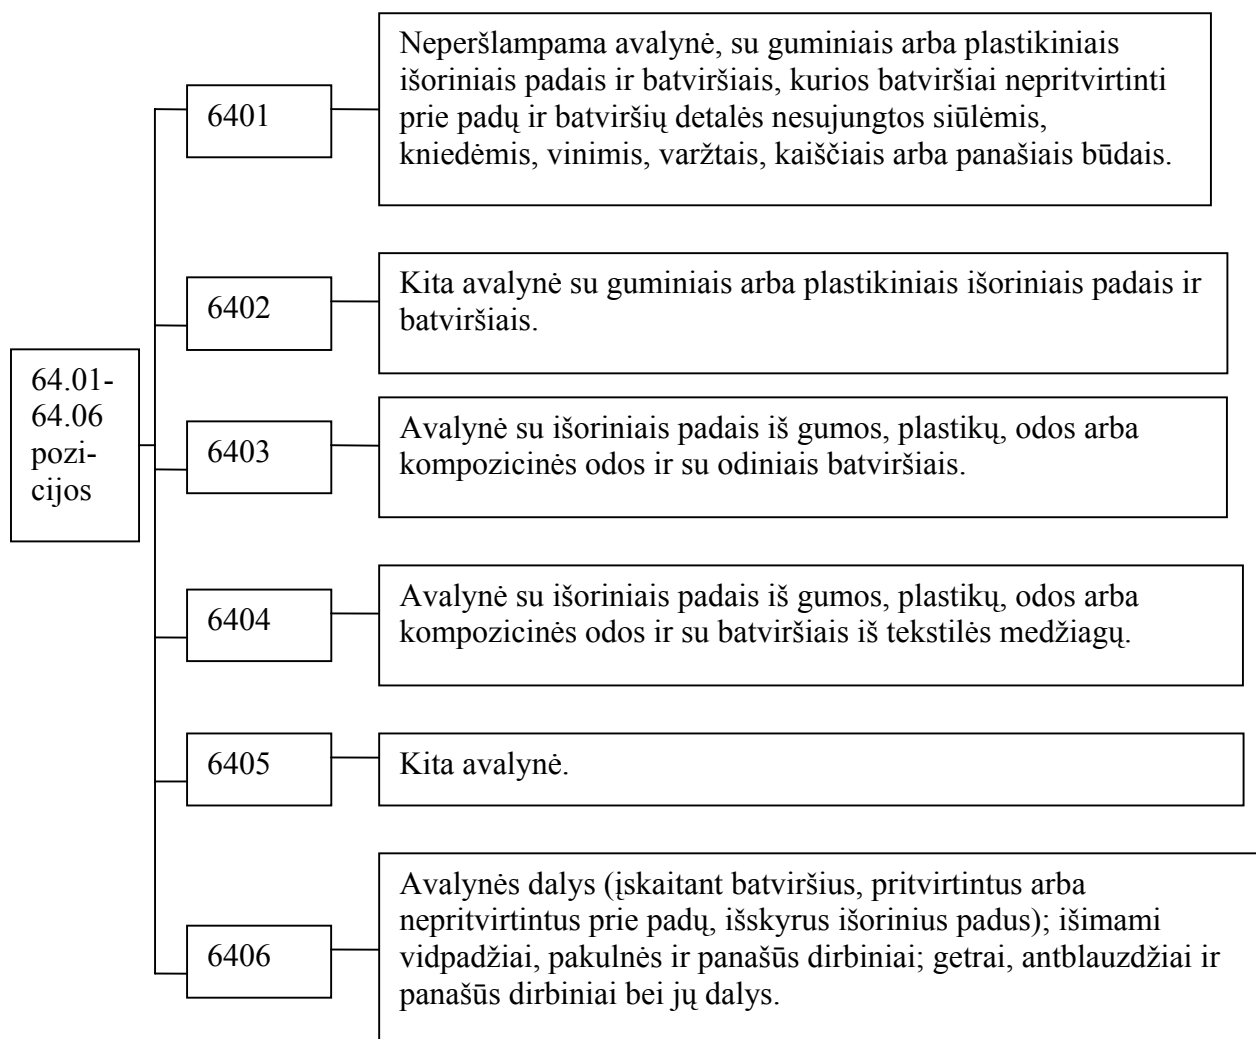 64.01-
64.06
pozi-
cijos
6401
Neperšlampama avalynė, su guminiais arba plastikiniais
išoriniais padais ir batviršiais, kurios batviršiai nepritvirtinti
prie padų ir batviršių detalės nesujungtos siūlėmis,
kniedėmis, vinimis, varžtais, kaiščiais arba panašiais būdais.
6402
Kita avalynė su guminiais arba plastikiniais išoriniais padais ir
batviršiais.
6403
Avalynė su išoriniais padais iš gumos, plastikų, odos arba
kompozicinės odos ir su odiniais batviršiais.
6404
Avalynė su išoriniais padais iš gumos, plastikų, odos arba
kompozicinės odos ir su batviršiais iš tekstilės medžiagų.
6405
Kita avalynė.
6406
Avalynės dalys (įskaitant batviršius, pritvirtintus arba
nepritvirtintus prie padų, išskyrus išorinius padus); išimami
vidpadžiai, pakulnės ir panašūs dirbiniai; getrai, antblauzdžiai ir
panašūs dirbiniai bei jų dalys.